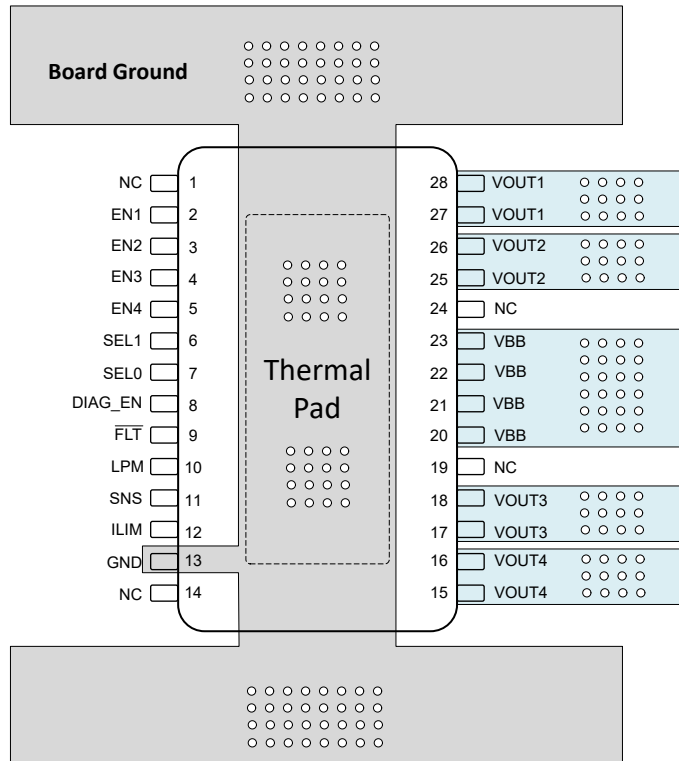 Board Ground
NC 1
EN1 2
EN2 3
EN3 4
EN4 5
SEL1 6
SEL0 7
DIAG_EN 8
FLT 9
LPM 10
SNS 11
ILIM 12
GND 13
NC 14
Thermal
Pad
28 VOUT1
27 VOUT1
26 VOUT2
25 VOUT2
24 NC
23 VBB
22 VBB
21 VBB
20 VBB
19 NC
18 VOUT3
17 VOUT3
16 VOUT4
15 VOUT4